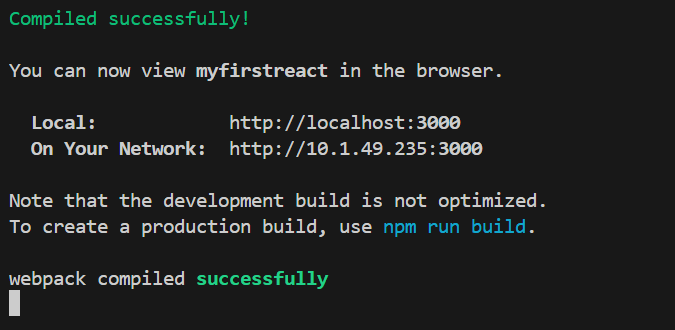 Compiled successfully!
You can now view myfirstreact in the browser.
Local: http://localhost:3000
On Your Network: http://10.1.49.235:3000
Note that the development build is not optimized.
To create a production build, use npm run build.
webpack compiled successfully